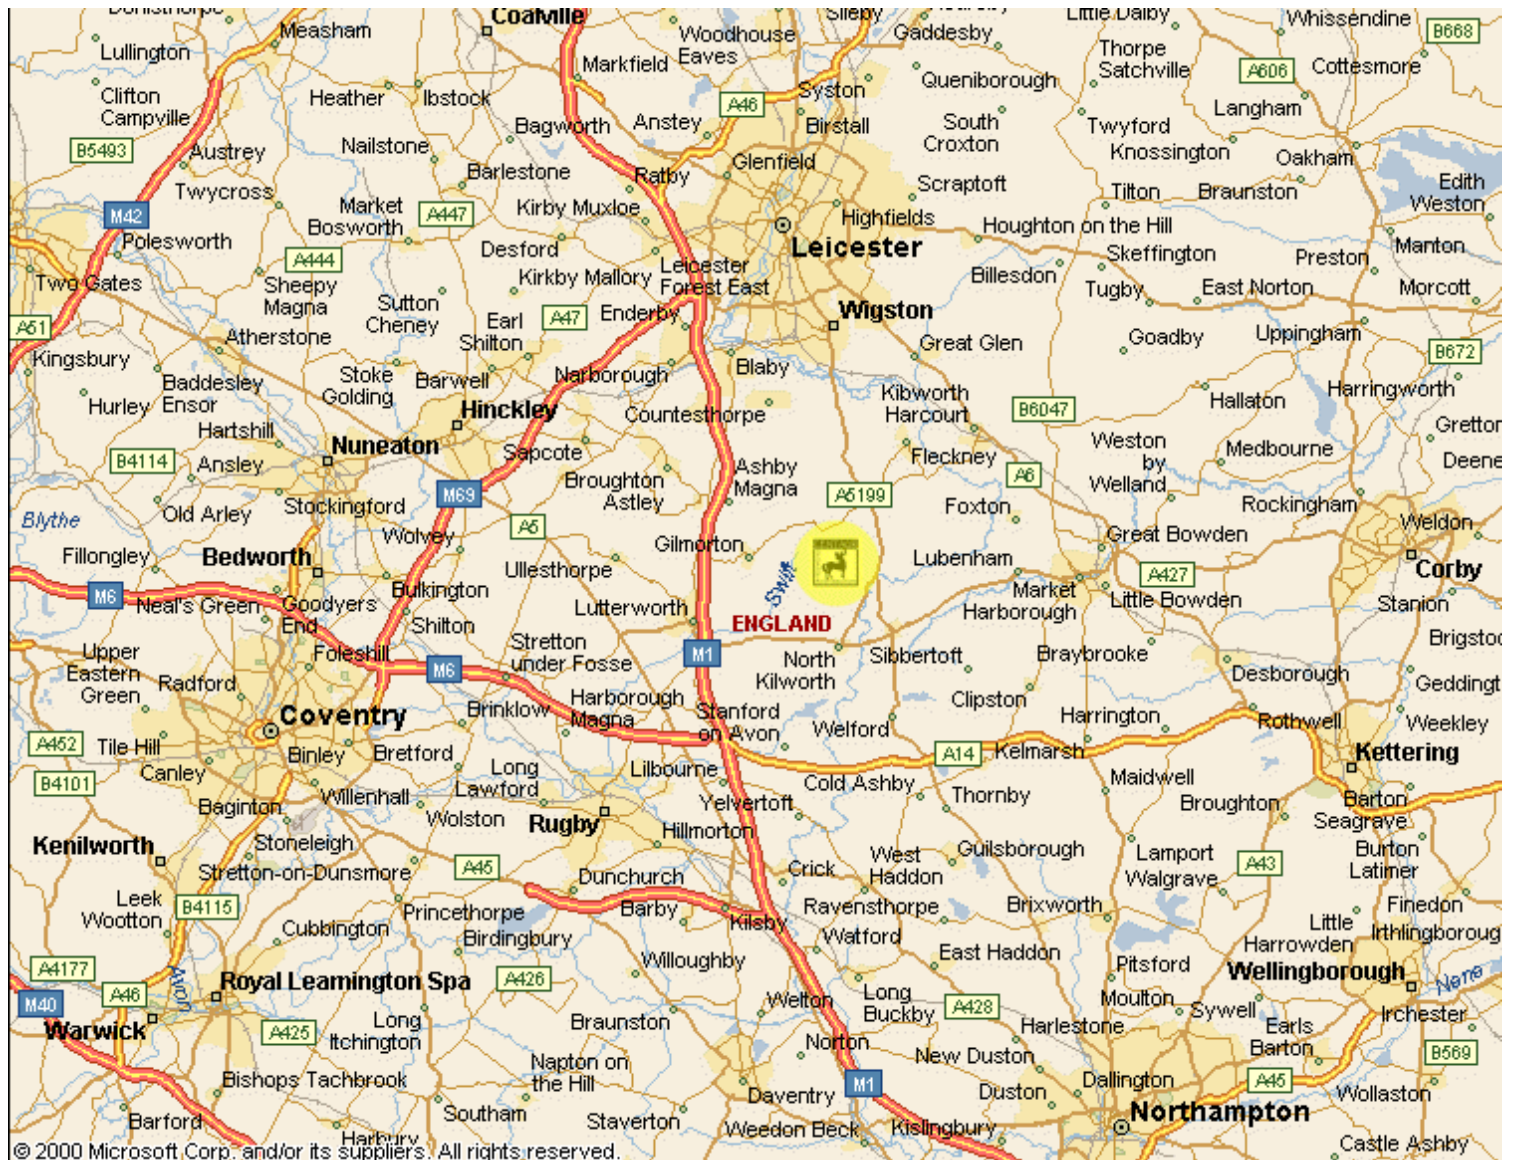 Donisthorpe
Measham
Coalville
Woodhouse
Eaves
Sileby
Gaddesby
Little Dalby
Whissendine
B668
Lullington
Markfield
Queniborough
Thorpe
Satchville
A606
Cottesmore
Clifton
Campville
Heather
Ibstock
Syston
A46
Langham
Bagworth
Anstey
Birstall
South
Croxton
Twyford
B5493
Austrey
Nailstone
Glenfield
Knossington
Oakham
Barlestone
Ratby
Scraptoft
Tilton
Braunston
Edith
Weston
Twycross
Market
Bosworth
A447
Kirby Muxloe
Highfields
M42
Polesworth
Desford
Leicester
Houghton on the Hill
Skeffington
Preston
Manton
A444
Kirkby Mallory
Leicester
Forest East
Billesdon
Two Gates
Sheepy
Magna
Sutton
Cheney
Tugby
East Norton
Morcott
A51
Earl
Shilton
A47
Enderby
Wigston
Atherstone
Great Glen
Goadby
Uppingham
B672
Kingsbury
Baddesley
Ensor
Stoke
Golding
Barwell
Narborough
Blaby
Kibworth
Harcourt
Harringworth
Hurley
Hinckley
Countesthorpe
B6047
Hallaton
Hartshill
Nuneaton
Gretton
B4114
Ansley
Sapcote
Ashby
Magna
Fleckney
Weston
by
Welland
Medbourne
Deene
M69
Broughton
Astley
A5199
A6
Stockingford
Foxton
Rockingham
Blythe
Old Arley
Wolvey
A5
Great Bowden
Weldon
Fillongley
Bedworth
Gilmorton
Lubenham
Corby
Ullesthorpe
Swift
A427
M6
Neal's Green
Bulkington
Goodyers
End
Lutterworth
ENGLAND
Market
Harborough
Little Bowden
Stanion
Shilton
Stretton
under Fosse
M1
North
Kilworth
Sibbertoft
Braybrooke
Brigstoc
Upper
Eastern
Green
Foleshill
M6
Desborough
Radford
Harborough
Magna
Clipston
Geddingt
Coventry
Brinklow
Stanford
on Avon
Welford
Harrington
Rothwell
Weekley
A452
Tile Hill
Binley
Bretford
A14
Kelmarsh
Kettering
B4101
Canley
Long
Lawford
Lilbourne
Cold Ashby
Maidwell
Baginton
Willenhall
Wolston
Yelvertoft
Thornby
Broughton
Barton
Seagrave
Rugby
Hillmorton
Kenilworth
Stoneleigh
West
Haddon
Guilsborough
Lamport
A43
Burton
Latimer
Stretton-on-Dunsmore
A45
Dunchurch
Crick
Walgrave
Leek
Wootton
B4115
Princethorpe
Barby
Kilsby
Ravensthorpe
Brixworth
Finedon
Cubbington
Birdingbury
Watford
Little
Harrowden
Irthlingboroug
A4177
Avon
Willoughby
East Haddon
Pitsford
Wellingborough
Nene
M40
A46
Royal Leamington Spa
A426
Welton
Long
Buckby
A428
Moulton
Sywell
Warwick
A425
Long
Itchington
Braunston
Harlestone
Earls
Barton
Irchester
Norton
New Duston
B569
Bishops Tachbrook
Napton on
the Hill
M1
Dallington
A45
Daventry
Duston
Wollaston
Barford
Southam
Staverton
Weedon Beck
Kislingbury
Northampton
Harbury
Castle Ashby
© 2000 Microsoft Corp. and/or its suppliers. All rights reserved.